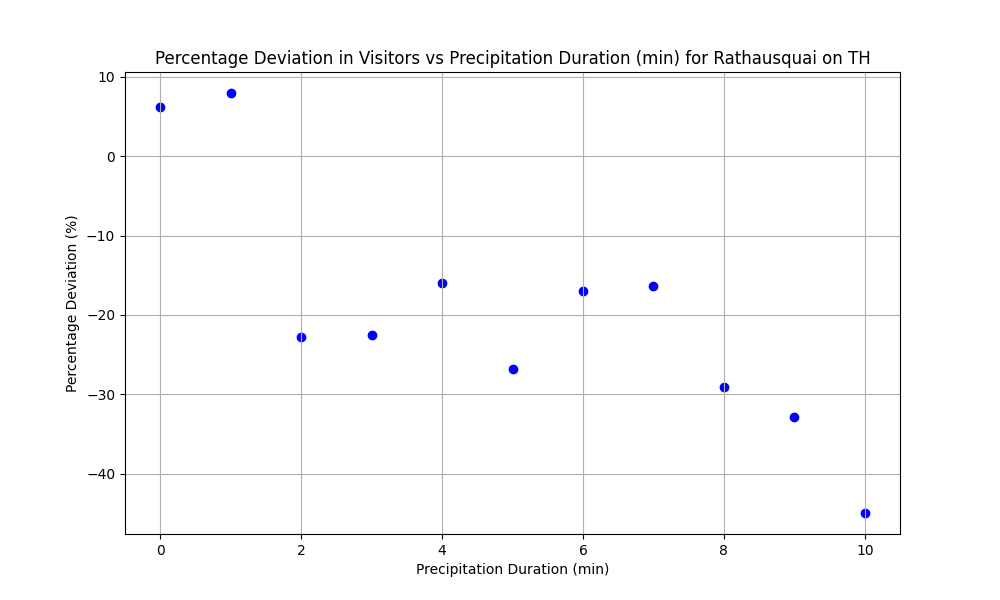 Percentage Deviation in Visitors vs Precipitation Duration (min) for Rathausquai on TH
Percentage Deviation (%)
10
0
−10
−20
−30
−40
0 2 4 6 8 10
Precipitation Duration (min)